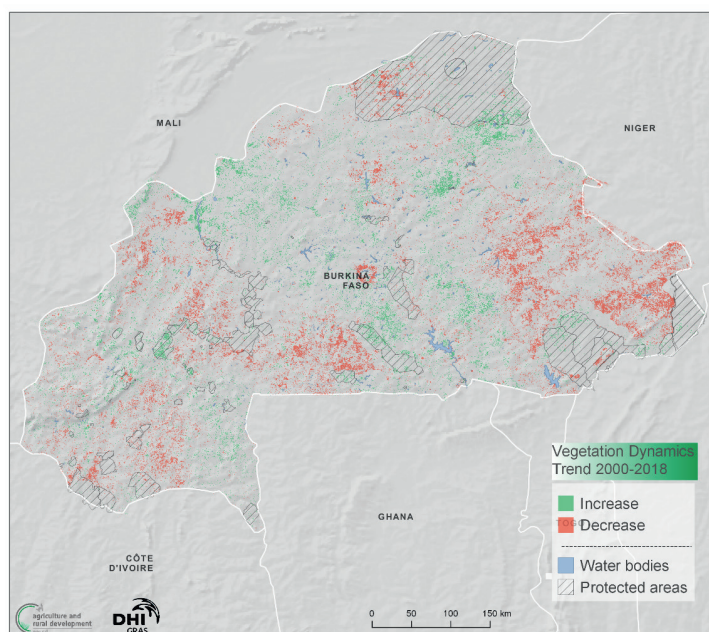 MALI
NIGER
BURKINA
FASO
GHANA
CÔTE
D'IVOIRE
Vegetation Dynamics
Trend 2000-2018
Increase
Decrease
TOGO
Water bodies
Protected areas
agriculture and
rural development
DHI
GRAS
0 50 100 150 km